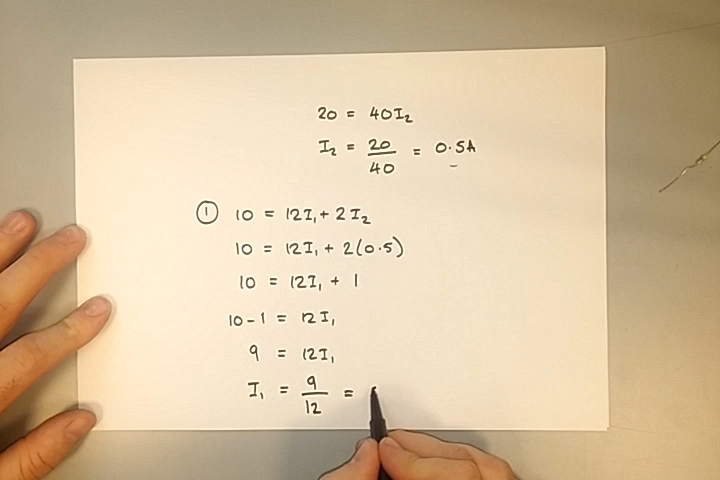 20 = 40I₂
I₂ = 20/40 = 0.5A
① 10 = 12I₁ + 2I₂
10 = 12I₁ + 2(0.5)
10 = 12I₁ + 1
10 - 1 = 12I₁
9 = 12I₁
I₁ = 9/12 =